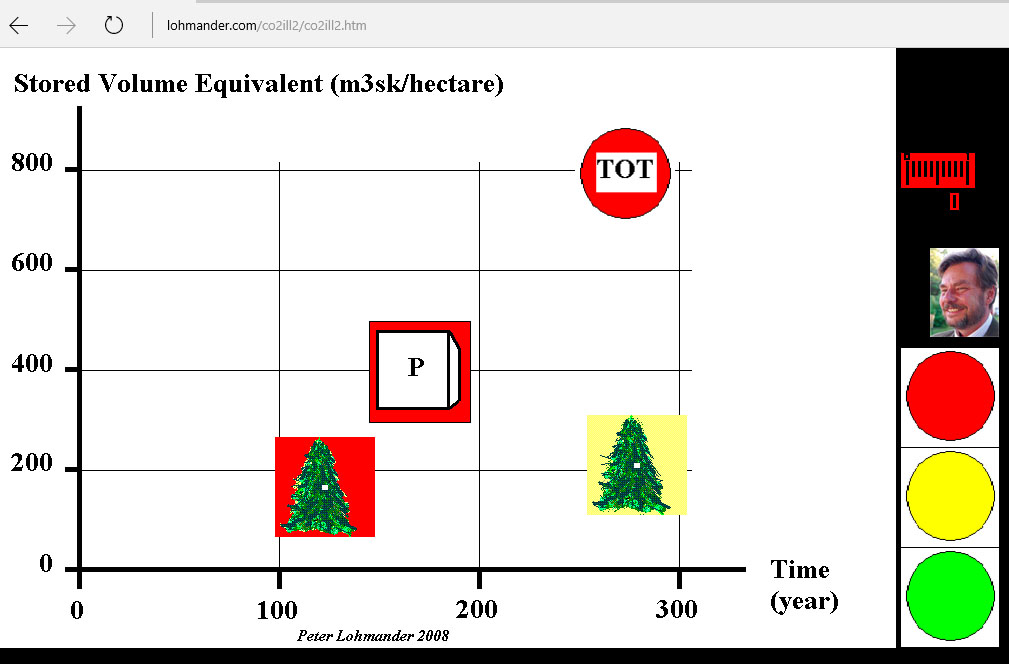 lohmander.com/co2ill2/co2ill2.htm
Stored Volume Equivalent (m3sk/hectare)
800
TOT
600
0
400
P
200
0
Time
(year)
0
100
200
300
Peter Lohmander 2008